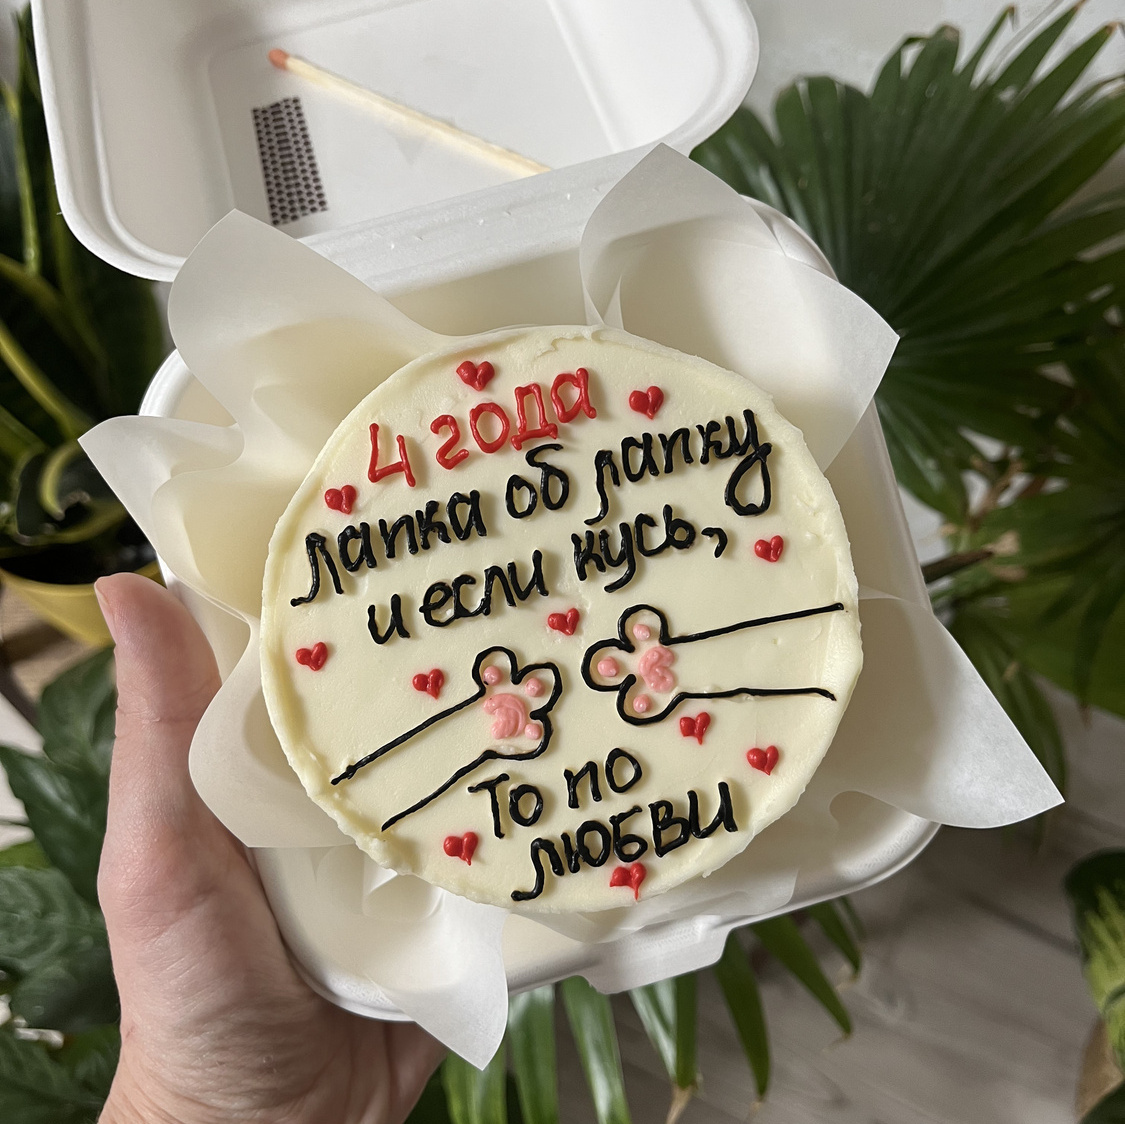 4 года
лапка об лапку
и если кусь,
То по
любви